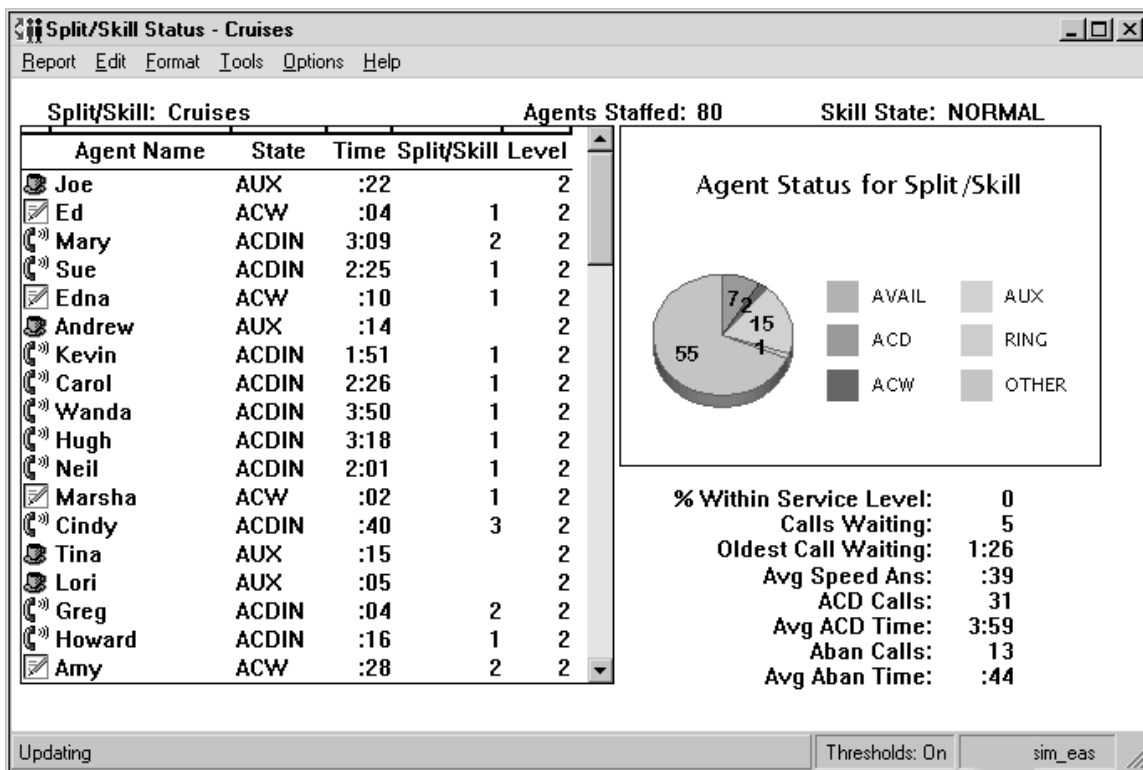 Split/Skill Status - Cruises
Report Edit Format Tools Options Help
Split/Skill: Cruises Agents Staffed: 80 Skill State: NORMAL
Agent Name State Time Split/Skill Level
Joe AUX :22 2
Ed ACW :04 1 2
Mary ACDIN 3:09 2 2
Sue ACDIN 2:25 1 2
Edna ACW :10 1 2
Andrew AUX :14 2
Kevin ACDIN 1:51 1 2
Carol ACDIN 2:26 1 2
Wanda ACDIN 3:50 1 2
Hugh ACDIN 3:18 1 2
Neil ACDIN 2:01 1 2
Marsha ACW :02 1 2
Cindy ACDIN :40 3 2
Tina AUX :15 2
Lori AUX :05 2
Greg ACDIN :04 2 2
Howard ACDIN :16 1 2
Amy ACW :28 2 2
Agent Status for Split/Skill
7 2
15
1
55
AVAIL AUX
ACD RING
ACW OTHER
% Within Service Level: 0
Calls Waiting: 5
Oldest Call Waiting: 1:26
Avg Speed Ans: :39
ACD Calls: 31
Avg ACD Time: 3:59
Aban Calls: 13
Avg Aban Time: :44
Updating Thresholds: On sim_eas